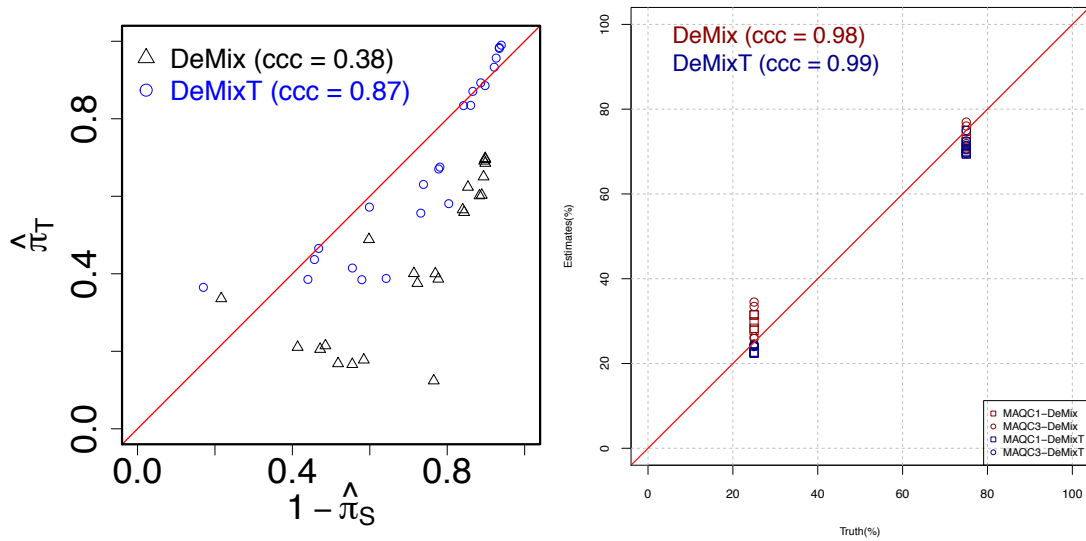 DeMix (ccc = 0.38)
DeMixT (ccc = 0.87)
0.8
0.4
0.0
π̂T
0.0 0.4 0.8
1 − π̂S
DeMix (ccc = 0.98)
DeMixT (ccc = 0.99)
100
80
60
40
20
0
Estimates(%)
MAQC1−DeMix
MAQC3−DeMix
MAQC1−DeMixT
MAQC3−DeMixT
0 20 40 60 80 100
Truth(%)